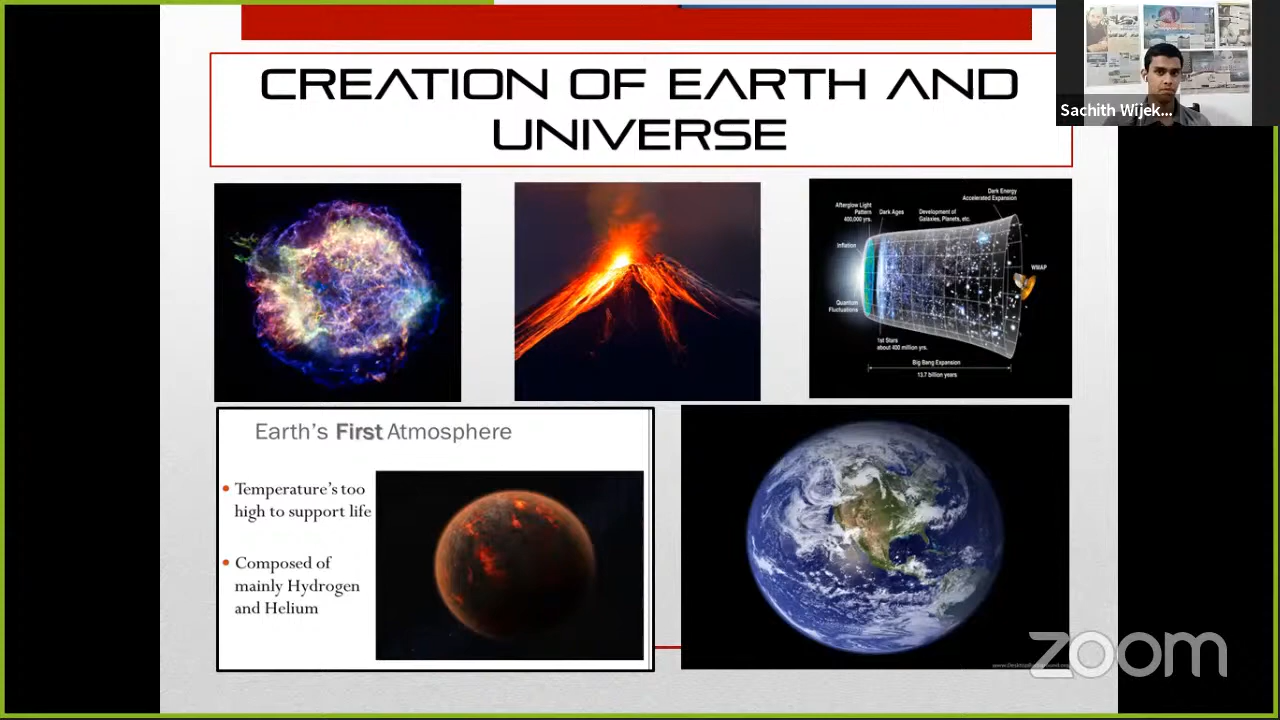 CREATION OF EARTH AND
UNIVERSE
Sachith Wijek...
Dark Energy
Accelerated Expansion
Afterglow Light
Pattern
400,000 yrs.
Dark Ages
Development of
Galaxies, Planets, etc.
Inflation
WMAP
Quantum
Fluctuations
1st Stars
about 400 million yrs.
Big Bang Expansion
13.7 billion years
Earth's First Atmosphere
• Temperature's too
high to support life
• Composed of
mainly Hydrogen
and Helium
zoom